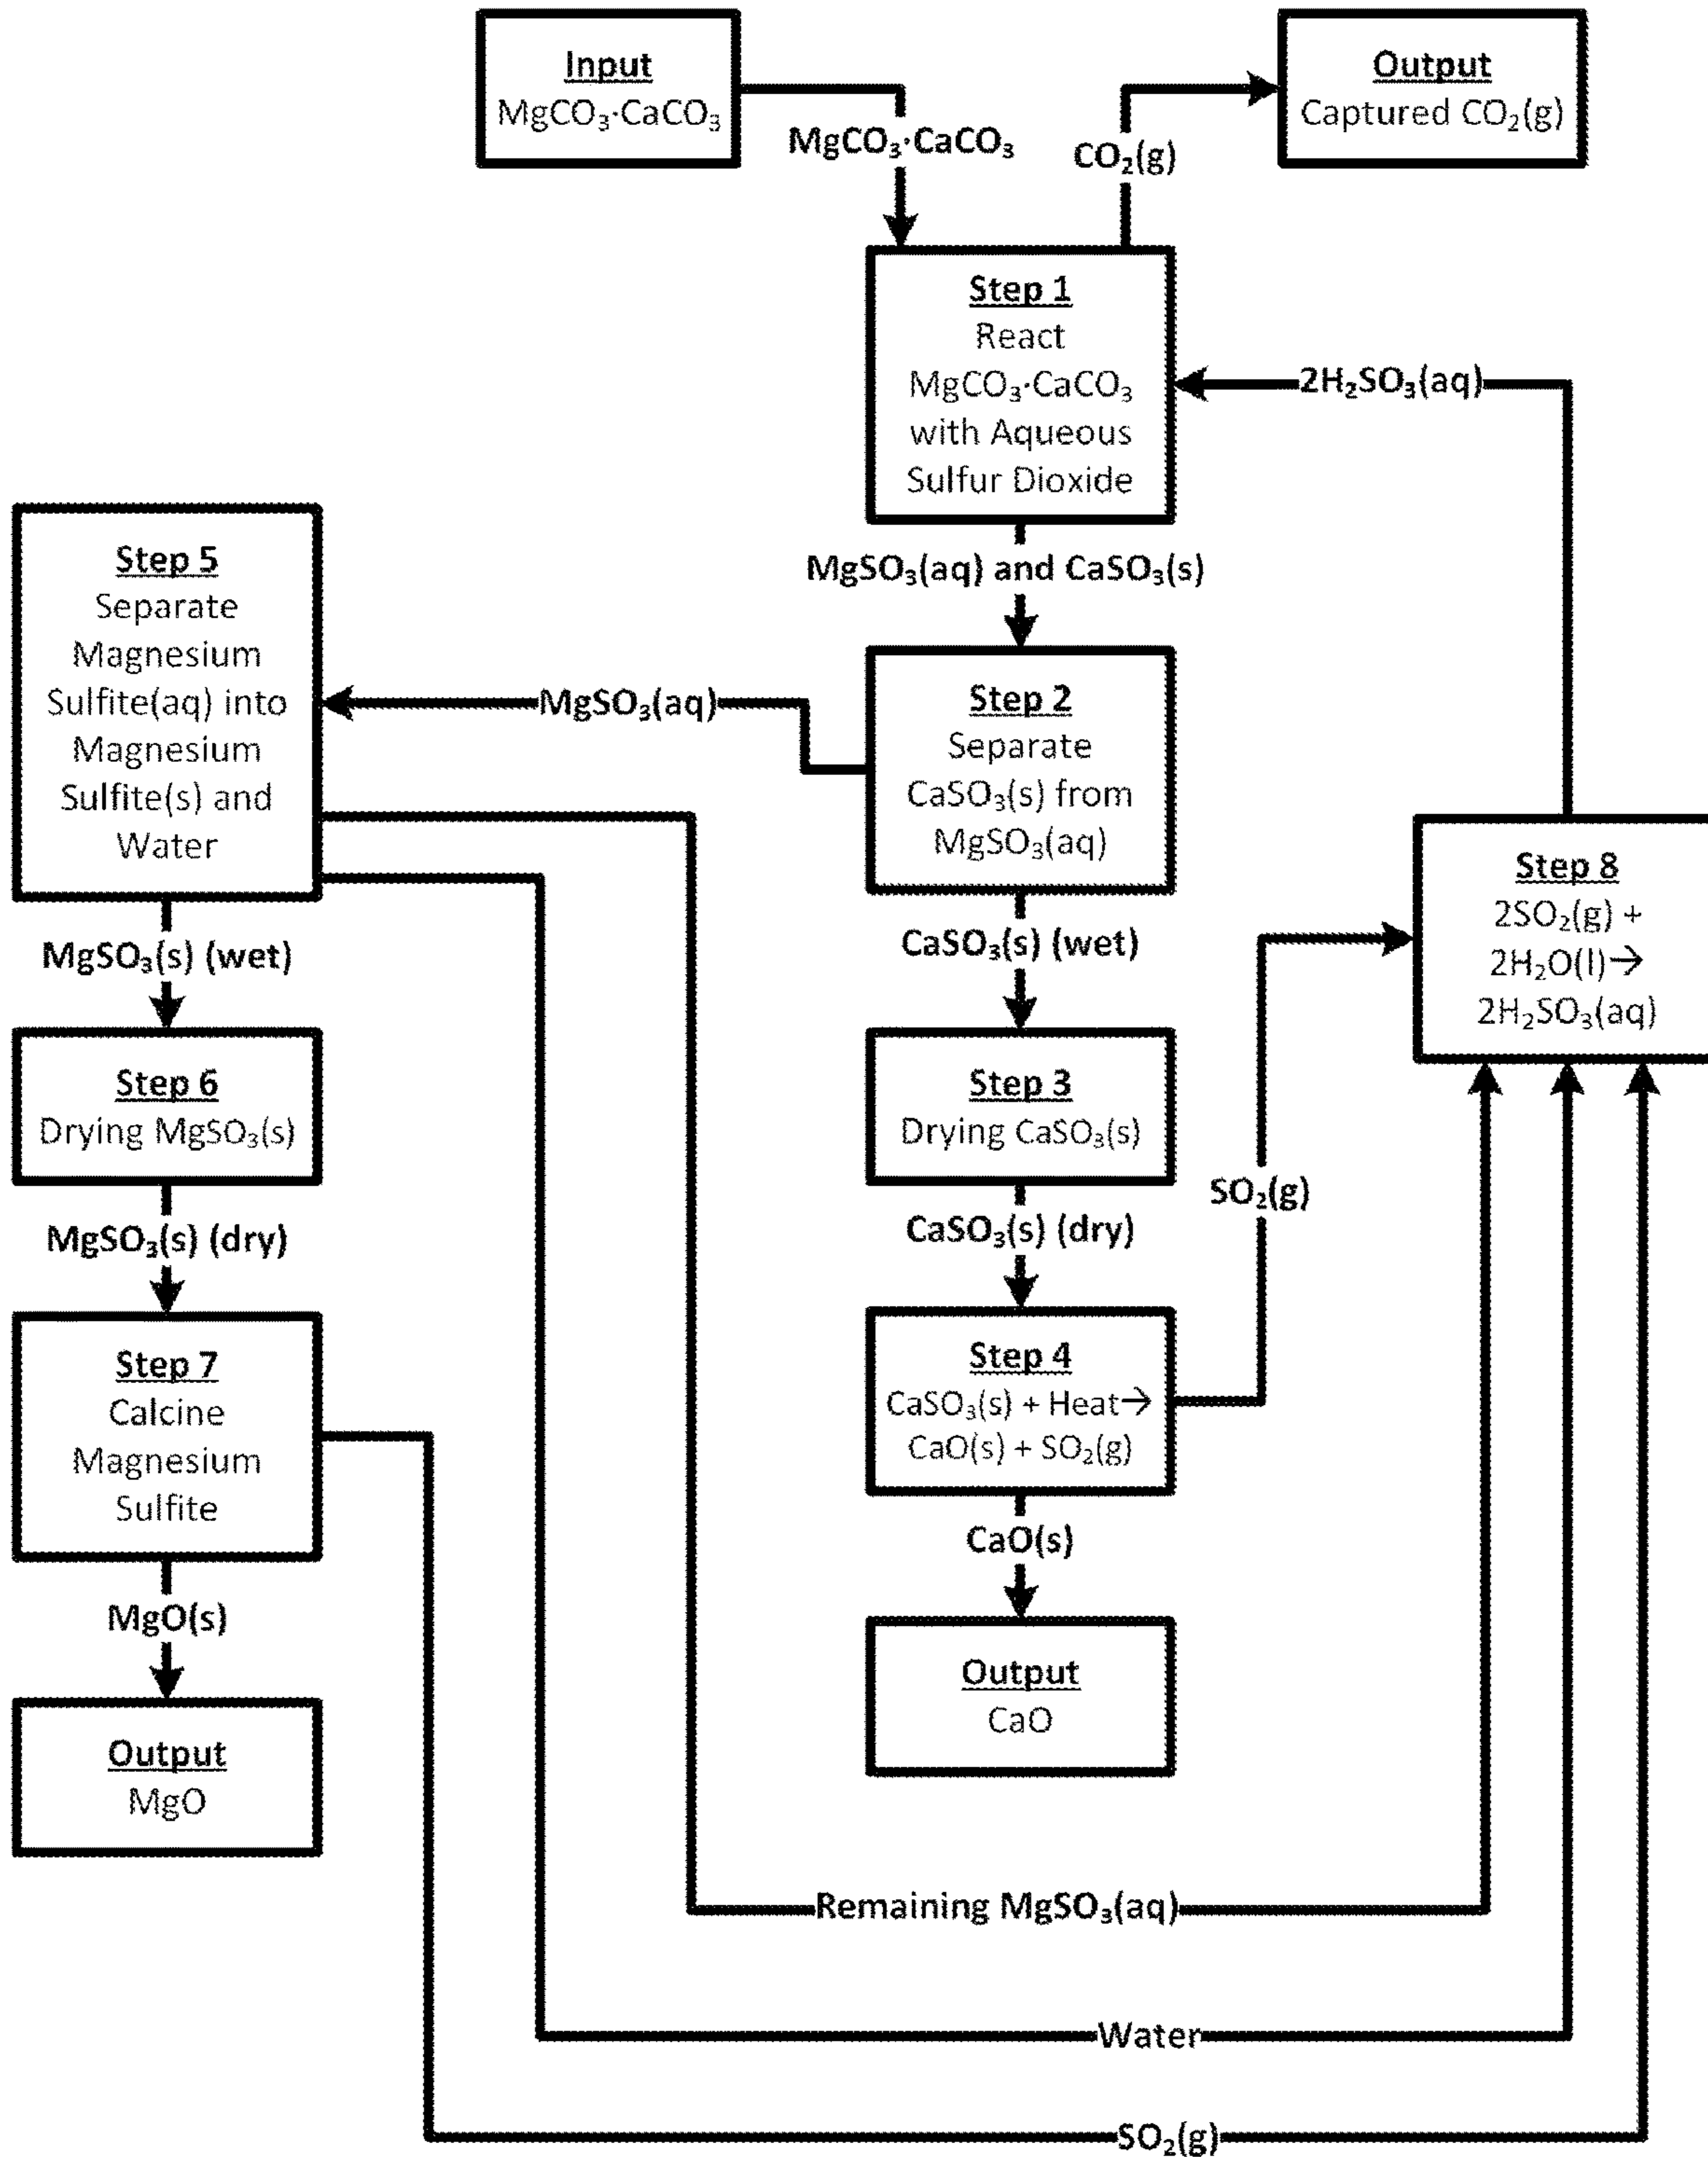 Input
MgCO₃·CaCO₃
Output
Captured CO₂(g)
MgCO₃·CaCO₃
CO₂(g)
Step 1
React
MgCO₃·CaCO₃
with Aqueous
Sulfur Dioxide
2H₂SO₃(aq)
MgSO₃(aq) and CaSO₃(s)
Step 5
Separate
Magnesium
Sulfite(aq) into
Magnesium
Sulfite(s) and
Water
MgSO₃(aq)
Step 2
Separate
CaSO₃(s) from
MgSO₃(aq)
Step 8
2SO₂(g) +
2H₂O(l)→
2H₂SO₃(aq)
MgSO₃(s) (wet)
CaSO₃(s) (wet)
Step 6
Drying MgSO₃(s)
Step 3
Drying CaSO₃(s)
SO₂(g)
MgSO₃(s) (dry)
CaSO₃(s) (dry)
Step 7
Calcine
Magnesium
Sulfite
Step 4
CaSO₃(s) + Heat→
CaO(s) + SO₂(g)
CaO(s)
MgO(s)
Output
CaO
Output
MgO
Remaining MgSO₃(aq)
Water
SO₂(g)